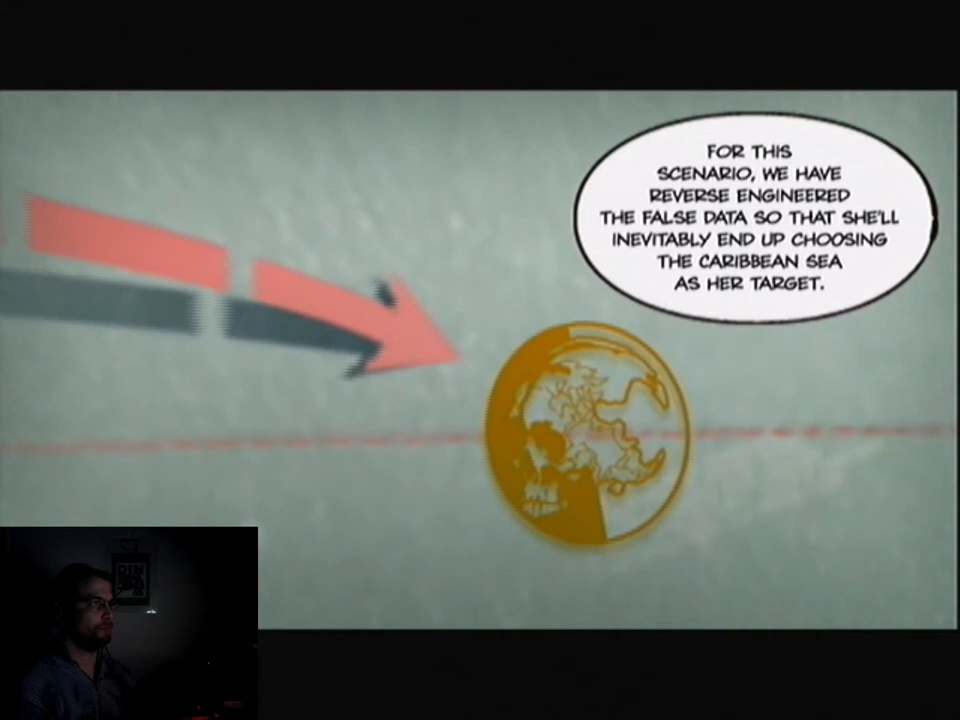 FOR THIS
SCENARIO, WE HAVE
REVERSE ENGINEERED
THE FALSE DATA SO THAT SHE'LL
INEVITABLY END UP CHOOSING
THE CARIBBEAN SEA
AS HER TARGET.